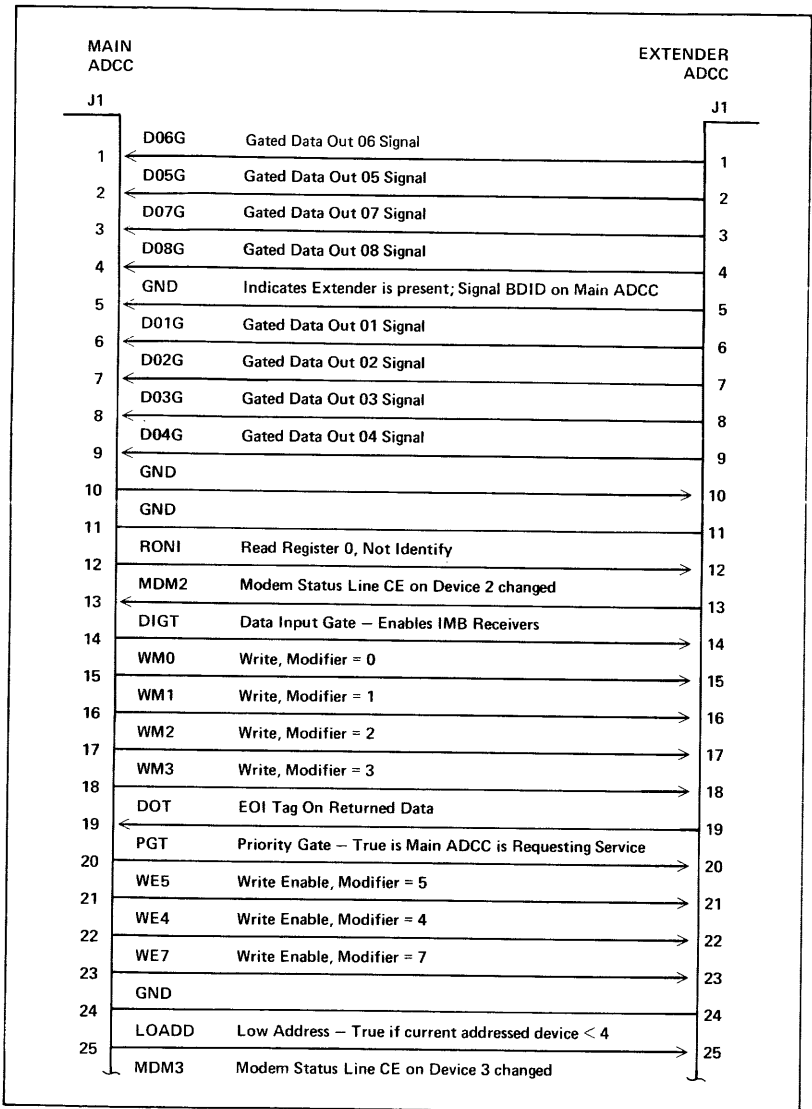 MAIN
ADCC
EXTENDER
ADCC
J1
J1
D06G Gated Data Out 06 Signal
1 1
D05G Gated Data Out 05 Signal
2 2
D07G Gated Data Out 07 Signal
3 3
D08G Gated Data Out 08 Signal
4 4
GND Indicates Extender is present; Signal BDID on Main ADCC
5 5
D01G Gated Data Out 01 Signal
6 6
D02G Gated Data Out 02 Signal
7 7
D03G Gated Data Out 03 Signal
8 8
D04G Gated Data Out 04 Signal
9 9
GND
10 10
GND
11 11
RONI Read Register 0, Not Identify
12 12
MDM2 Modem Status Line CE on Device 2 changed
13 13
DIGT Data Input Gate — Enables IMB Receivers
14 14
WM0 Write, Modifier = 0
15 15
WM1 Write, Modifier = 1
16 16
WM2 Write, Modifier = 2
17 17
WM3 Write, Modifier = 3
18 18
DOT EOI Tag On Returned Data
19 19
PGT Priority Gate — True is Main ADCC is Requesting Service
20 20
WE5 Write Enable, Modifier = 5
21 21
WE4 Write Enable, Modifier = 4
22 22
WE7 Write Enable, Modifier = 7
23 23
GND
24 24
LOADD Low Address — True if current addressed device < 4
25 25
MDM3 Modem Status Line CE on Device 3 changed